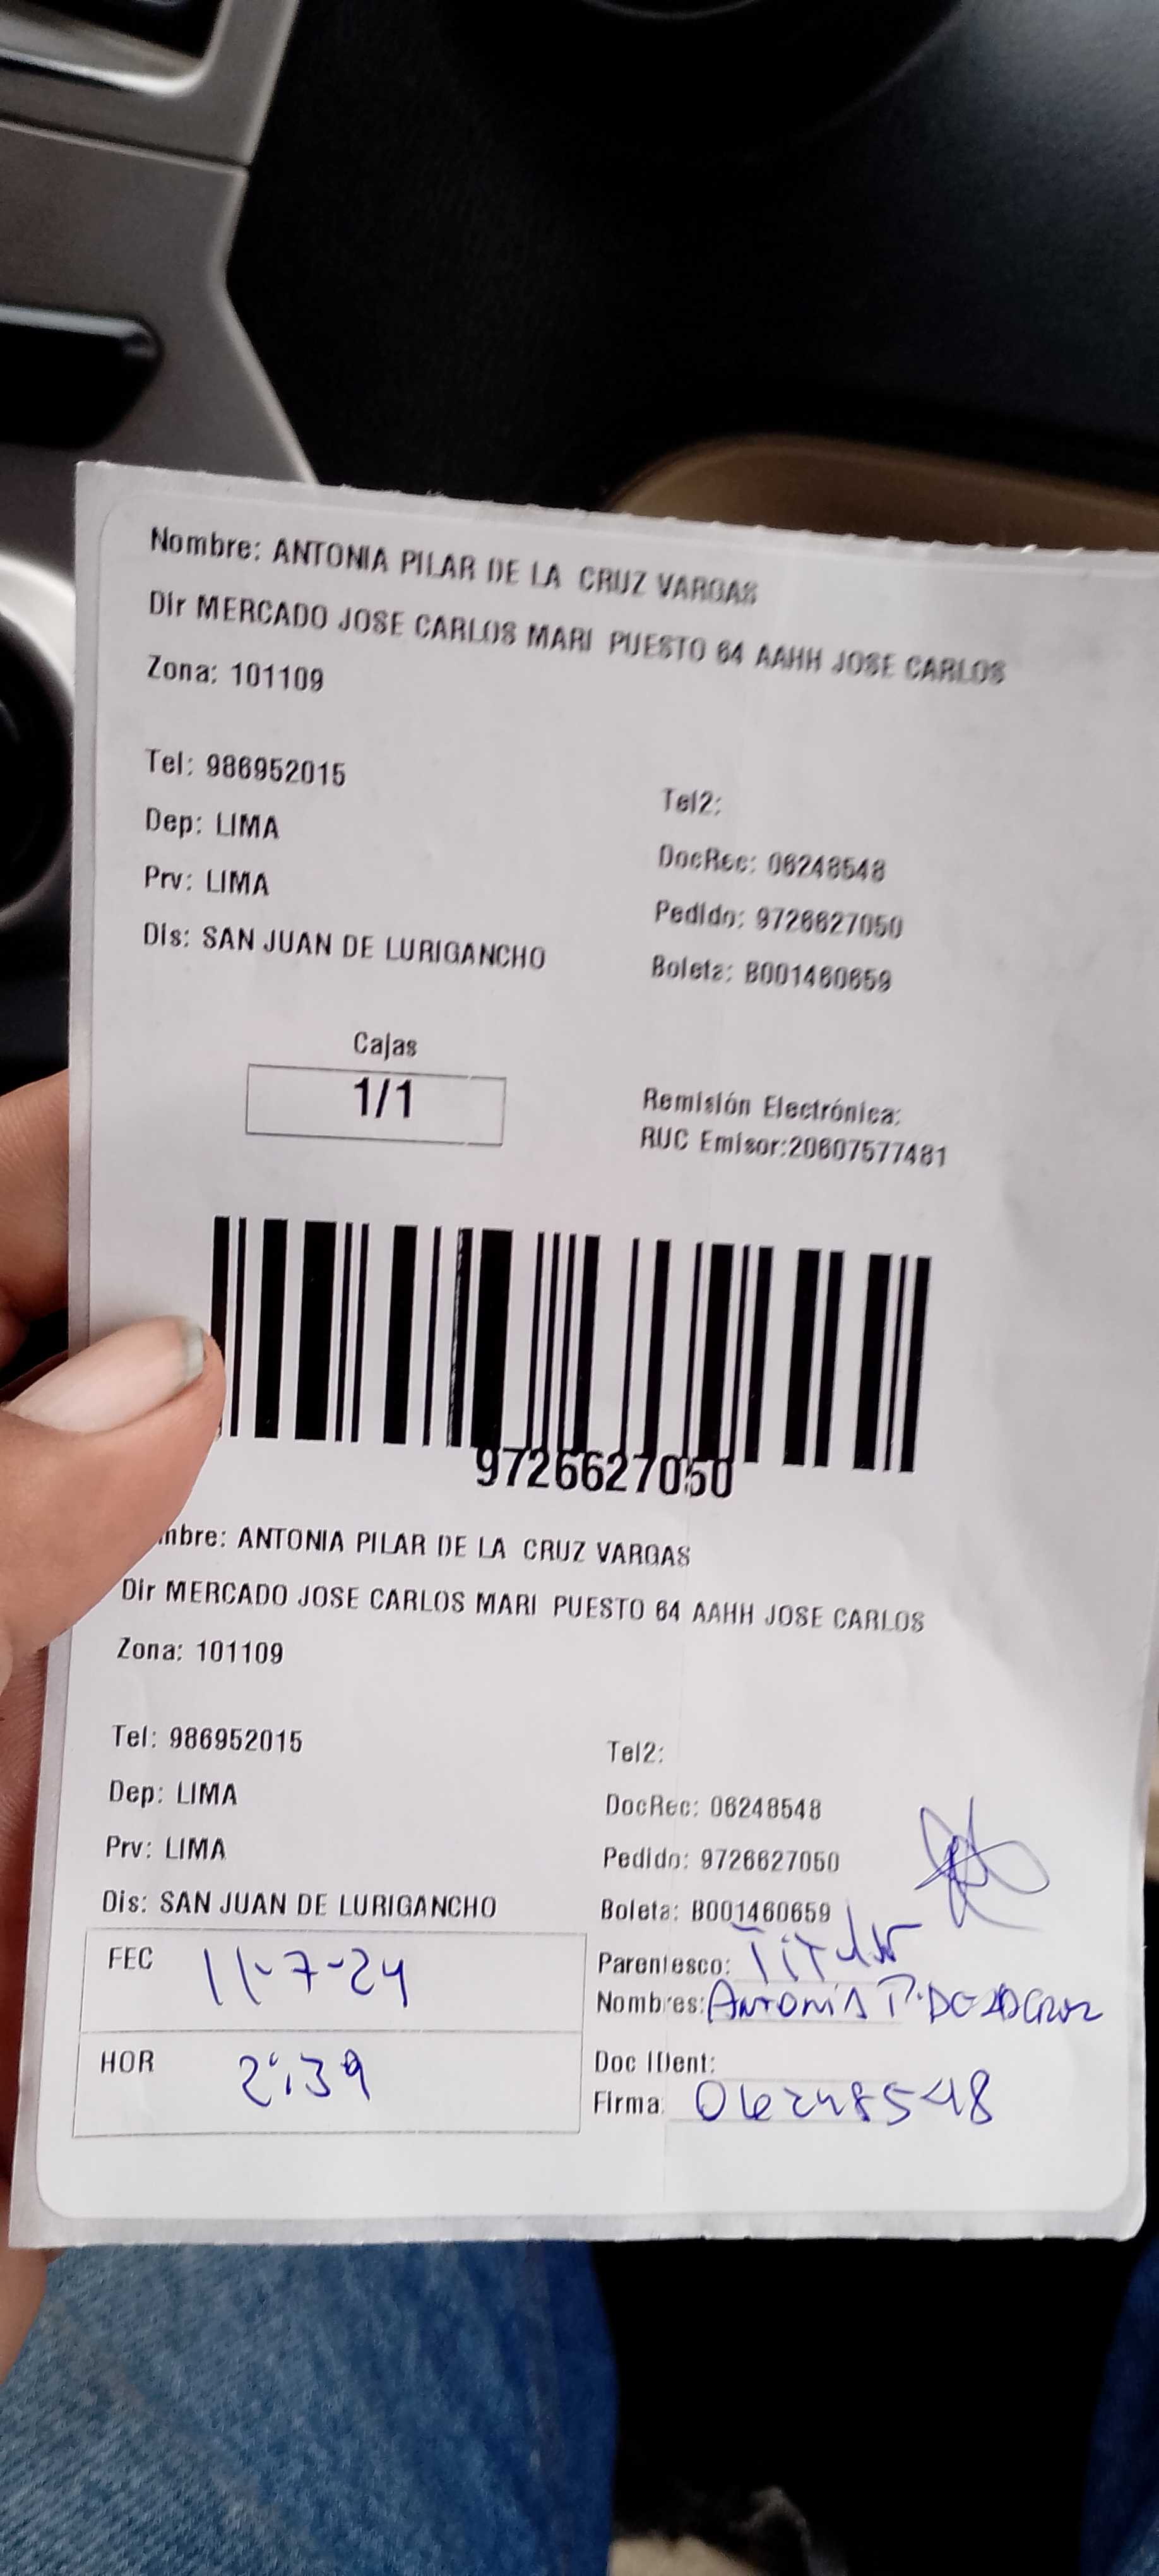 Nombre: ANTONIA PILAR DE LA CRUZ VARGAS
Dir MERCADO JOSE CARLOS MARI PUESTO 64 AAHH JOSE CARLOS
Zona: 101109
Tel: 986952015
Tel2:
Dep: LIMA
DocRec: 06248548
Prv: LIMA
Pedido: 9726627050
Dis: SAN JUAN DE LURIGANCHO
Boleta: B001460659
Cajas
1/1
Remisión Electrónica:
RUC Emisor:20607577481
9726627050
mbre: ANTONIA PILAR DE LA CRUZ VARGAS
Dir MERCADO JOSE CARLOS MARI PUESTO 64 AAHH JOSE CARLOS
Zona: 101109
Tel: 986952015
Tel2:
Dep: LIMA
DocRec: 06248548
Prv: LIMA
Pedido: 9726627050
Dis: SAN JUAN DE LURIGANCHO
Boleta: B001460659
FEC 11-7-24
Parentesco: Titular
Nombres: Antonia P. De La Cruz
HOR 2:39
Doc IDent:
Firma: 06248548